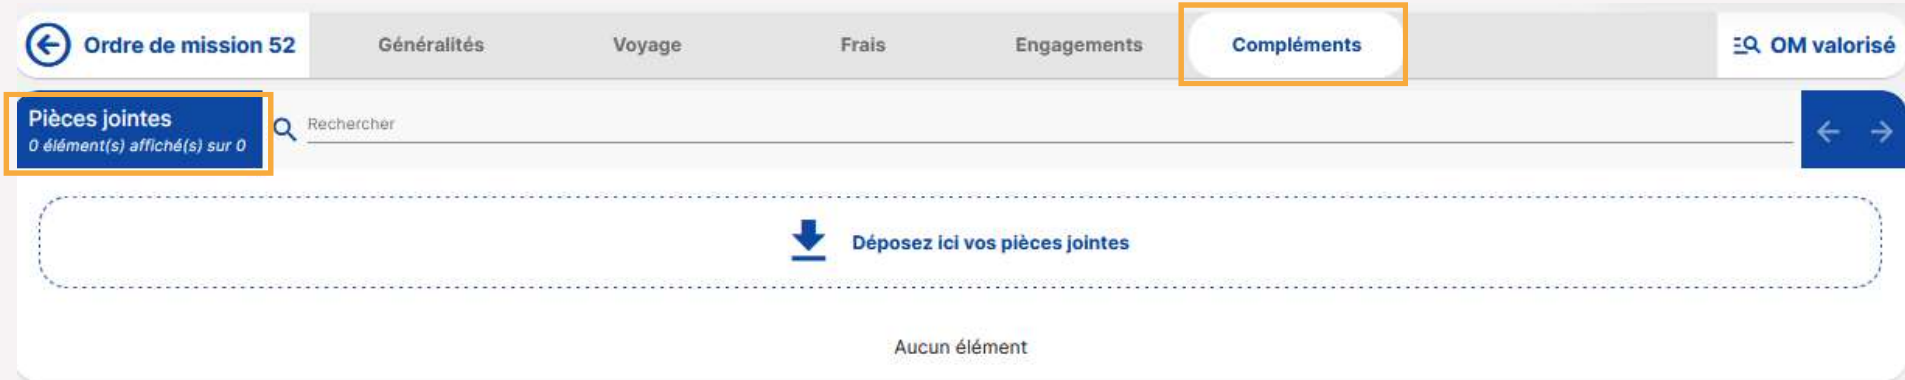 Ordre de mission 52
Généralités
Voyage
Frais
Engagements
Compléments
OM valorisé
Pièces jointes
0 élément(s) affiché(s) sur 0
Rechercher
Déposez ici vos pièces jointes
Aucun élément